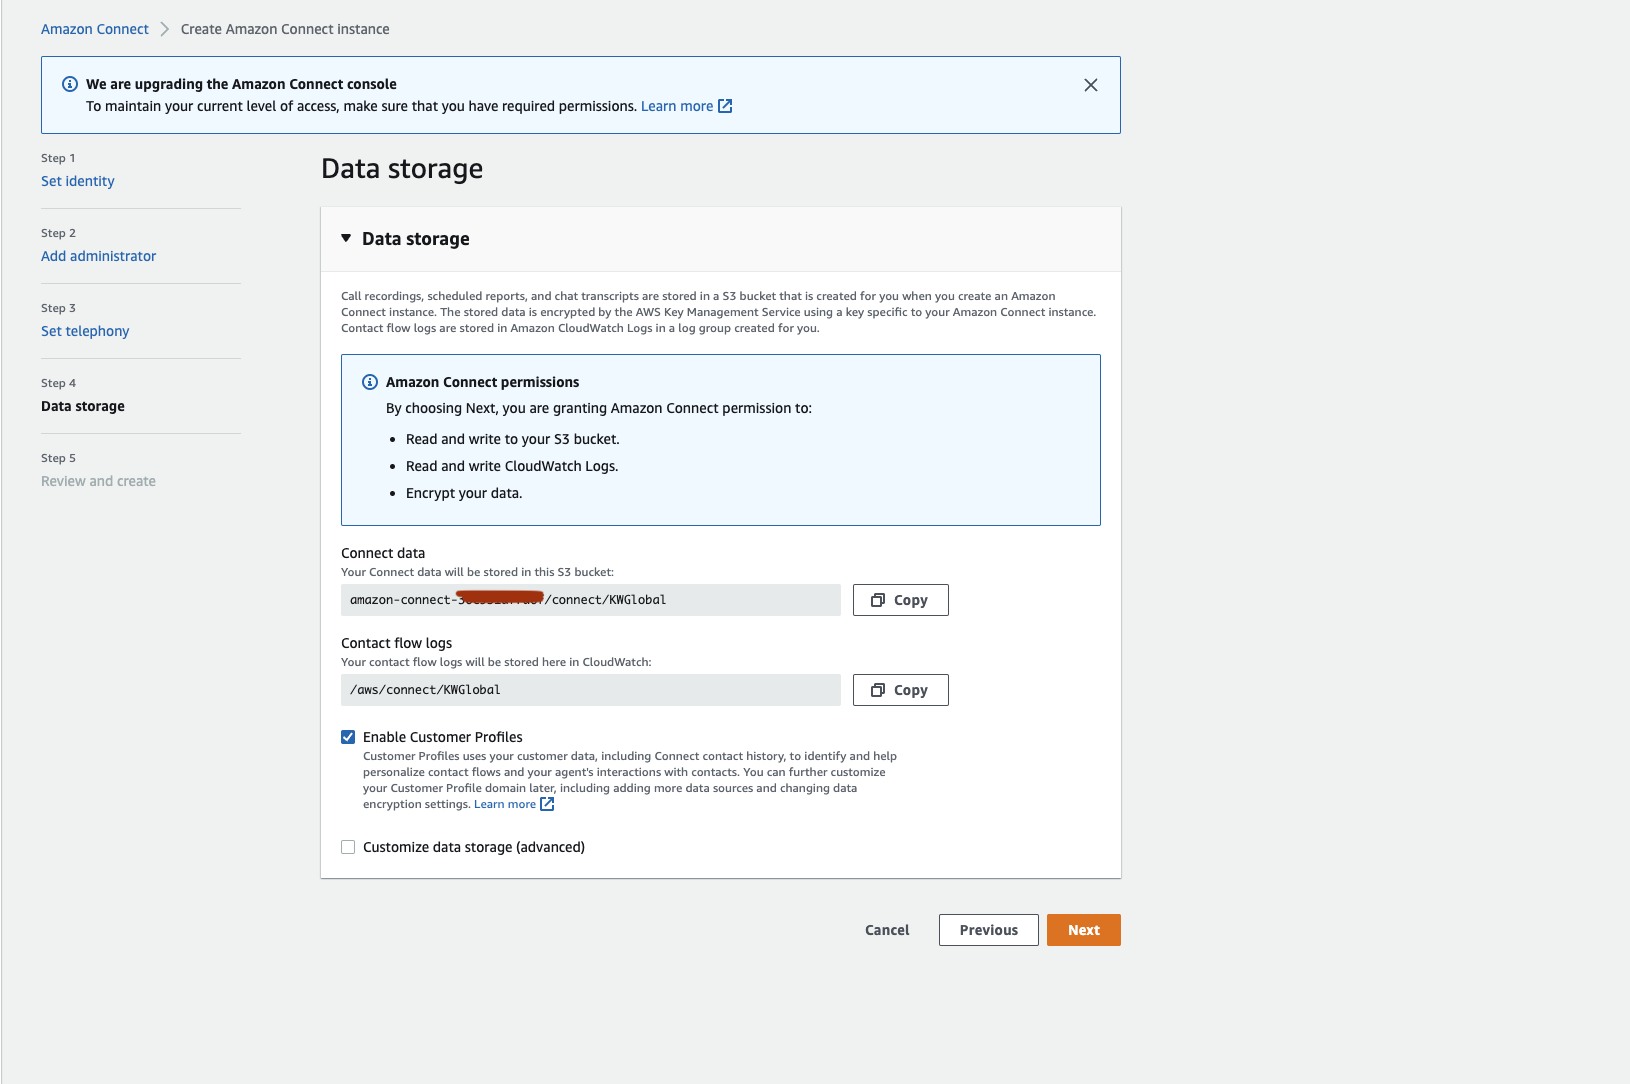 Amazon Connect > Create Amazon Connect instance
We are upgrading the Amazon Connect console
To maintain your current level of access, make sure that you have required permissions. Learn more
Step 1
Set identity
Step 2
Add administrator
Step 3
Set telephony
Step 4
Data storage
Step 5
Review and create
Data storage
Data storage
Call recordings, scheduled reports, and chat transcripts are stored in a S3 bucket that is created for you when you create an Amazon
Connect instance. The stored data is encrypted by the AWS Key Management Service using a key specific to your Amazon Connect instance.
Contact flow logs are stored in Amazon CloudWatch Logs in a log group created for you.
Amazon Connect permissions
By choosing Next, you are granting Amazon Connect permission to:
• Read and write to your S3 bucket.
• Read and write CloudWatch Logs.
• Encrypt your data.
Connect data
Your Connect data will be stored in this S3 bucket:
amazon-connect- /connect/KWGlobal
Copy
Contact flow logs
Your contact flow logs will be stored here in CloudWatch:
/aws/connect/KWGlobal
Copy
Enable Customer Profiles
Customer Profiles uses your customer data, including Connect contact history, to identify and help
personalize contact flows and your agent's interactions with contacts. You can further customize
your Customer Profile domain later, including adding more data sources and changing data
encryption settings. Learn more
Customize data storage (advanced)
Cancel
Previous
Next